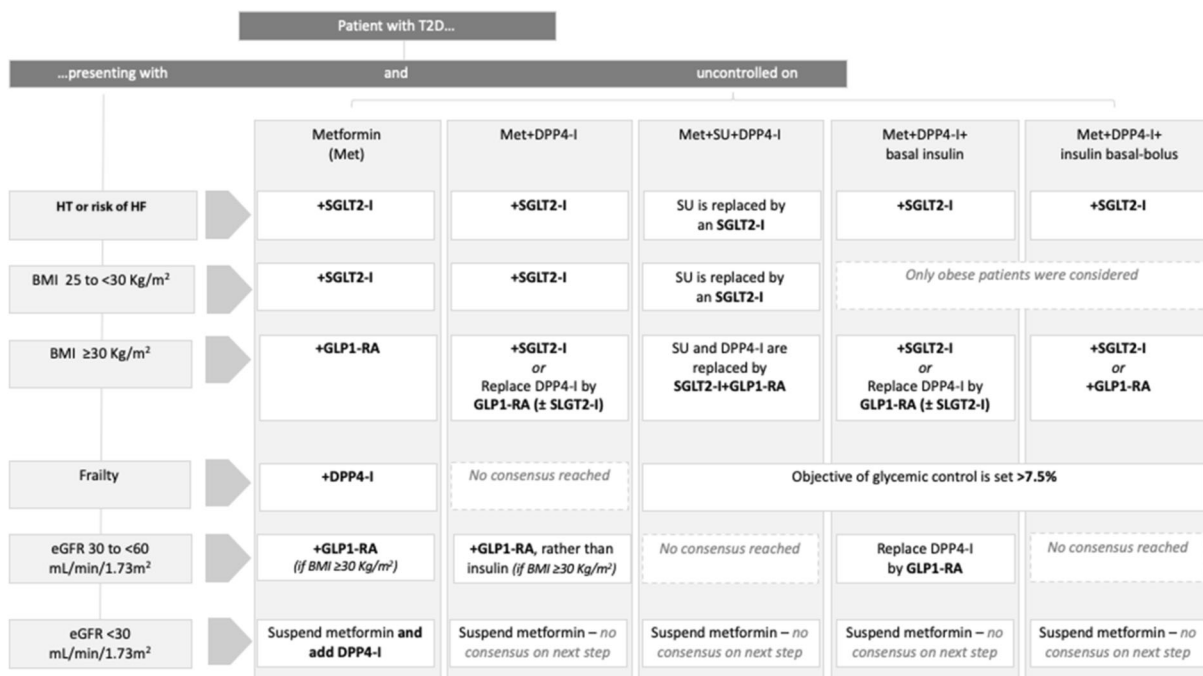 Patient with T2D...
...presenting with and uncontrolled on
Metformin
(Met)
Met+DPP4-I
Met+SU+DPP4-I
Met+DPP4-I+
basal insulin
Met+DPP4-I+
insulin basal-bolus
HT or risk of HF
+SGLT2-I
+SGLT2-I
SU is replaced by
an SGLT2-I
+SGLT2-I
+SGLT2-I
BMI 25 to <30 Kg/m²
+SGLT2-I
+SGLT2-I
SU is replaced by
an SGLT2-I
Only obese patients were considered
BMI ≥30 Kg/m²
+GLP1-RA
+SGLT2-I
or
Replace DPP4-I by
GLP1-RA (± SLGT2-I)
SU and DPP4-I are
replaced by
SGLT2-I+GLP1-RA
+SGLT2-I
or
Replace DPP4-I by
GLP1-RA (± SLGT2-I)
+SGLT2-I
or
+GLP1-RA
Frailty
+DPP4-I
No consensus reached
Objective of glycemic control is set >7.5%
eGFR 30 to <60
mL/min/1.73m²
+GLP1-RA
(if BMI ≥30 Kg/m²)
+GLP1-RA, rather than
insulin (if BMI ≥30 Kg/m²)
No consensus reached
Replace DPP4-I
by GLP1-RA
No consensus reached
eGFR <30
mL/min/1.73m²
Suspend metformin and
add DPP4-I
Suspend metformin – no
consensus on next step
Suspend metformin – no
consensus on next step
Suspend metformin – no
consensus on next step
Suspend metformin – no
consensus on next step